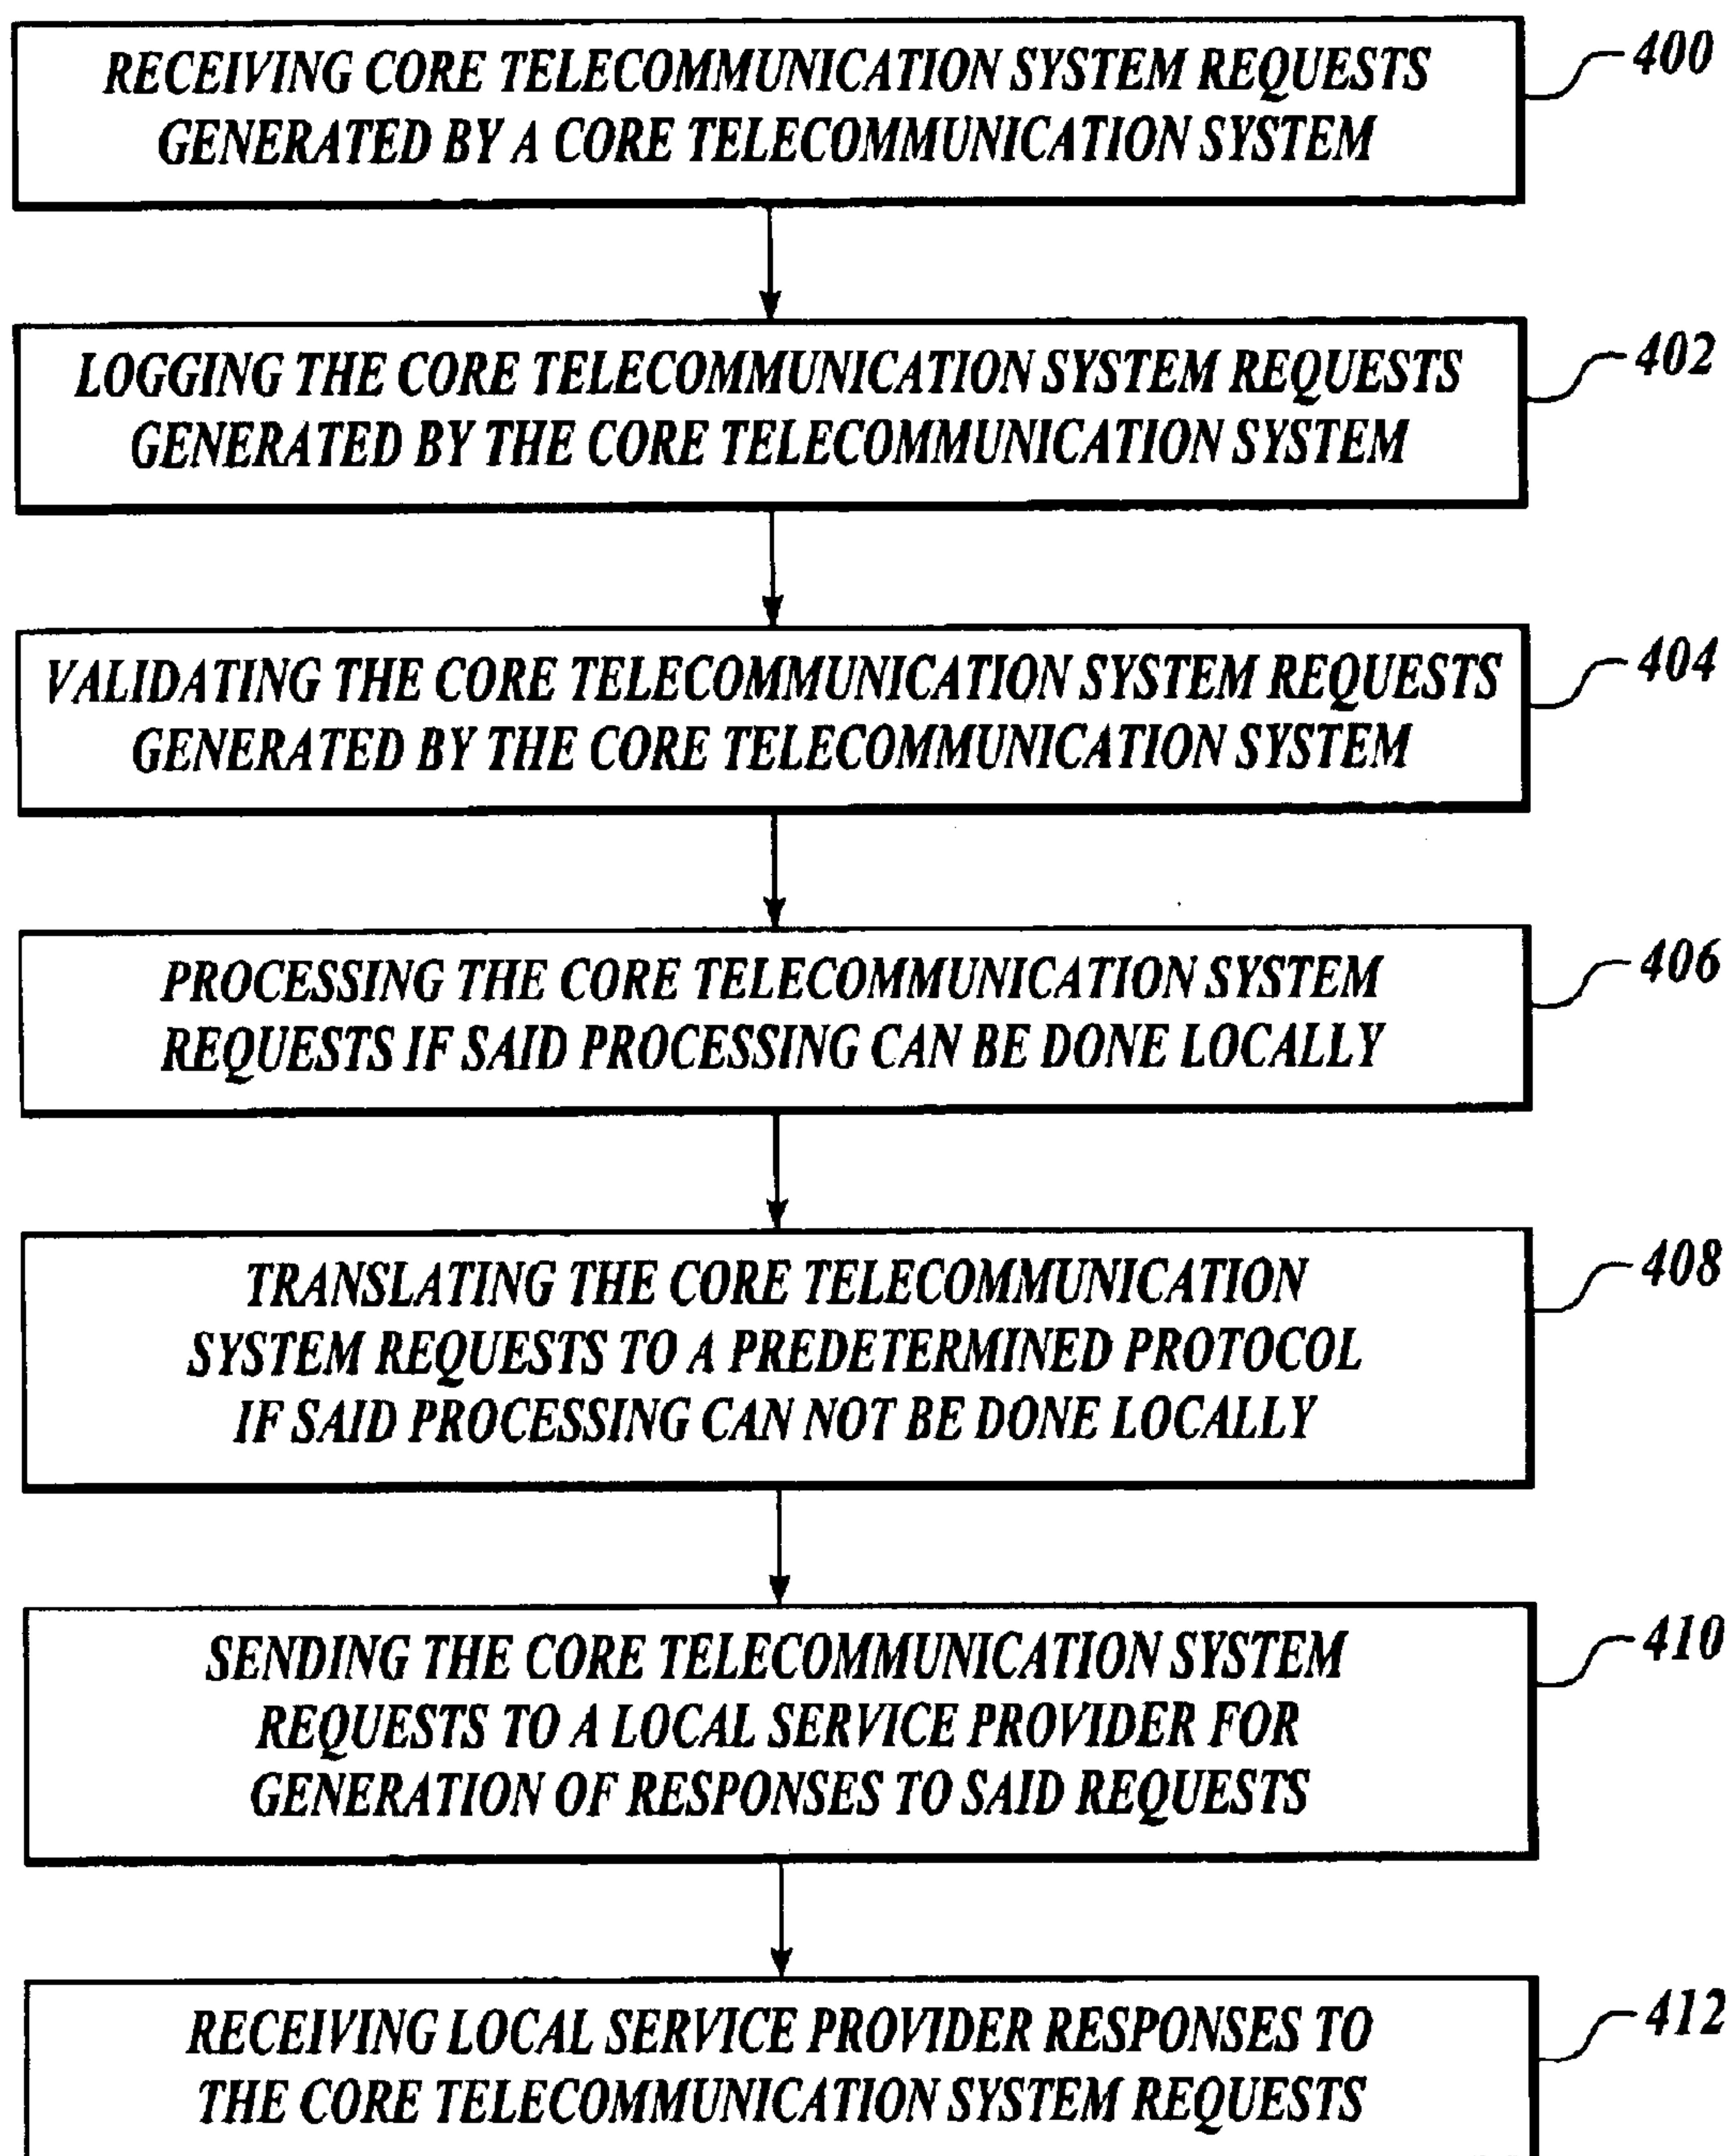 RECEIVING CORE TELECOMMUNICATION SYSTEM REQUESTS
GENERATED BY A CORE TELECOMMUNICATION SYSTEM
400
LOGGING THE CORE TELECOMMUNICATION SYSTEM REQUESTS
GENERATED BY THE CORE TELECOMMUNICATION SYSTEM
402
VALIDATING THE CORE TELECOMMUNICATION SYSTEM REQUESTS
GENERATED BY THE CORE TELECOMMUNICATION SYSTEM
404
PROCESSING THE CORE TELECOMMUNICATION SYSTEM
REQUESTS IF SAID PROCESSING CAN BE DONE LOCALLY
406
TRANSLATING THE CORE TELECOMMUNICATION
SYSTEM REQUESTS TO A PREDETERMINED PROTOCOL
IF SAID PROCESSING CAN NOT BE DONE LOCALLY
408
SENDING THE CORE TELECOMMUNICATION SYSTEM
REQUESTS TO A LOCAL SERVICE PROVIDER FOR
GENERATION OF RESPONSES TO SAID REQUESTS
410
RECEIVING LOCAL SERVICE PROVIDER RESPONSES TO
THE CORE TELECOMMUNICATION SYSTEM REQUESTS
412